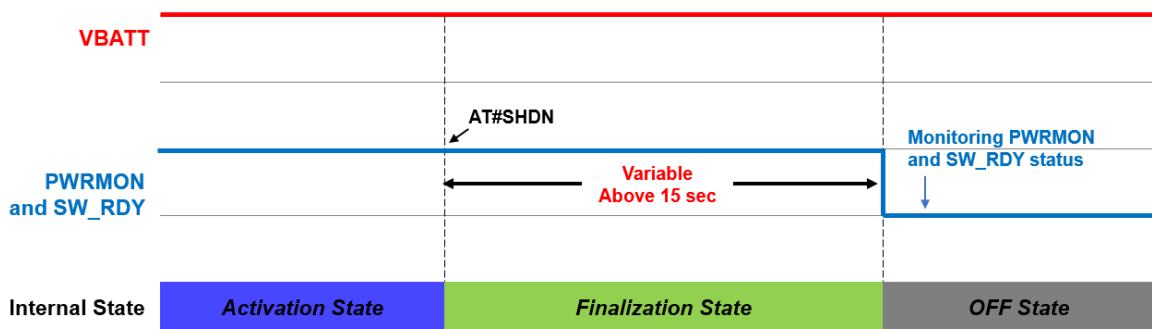 VBATT
AT#SHDN
Monitoring PWRMON
and SW_RDY status
PWRMON
and SW_RDY
Variable
Above 15 sec
Internal State
Activation State
Finalization State
OFF State